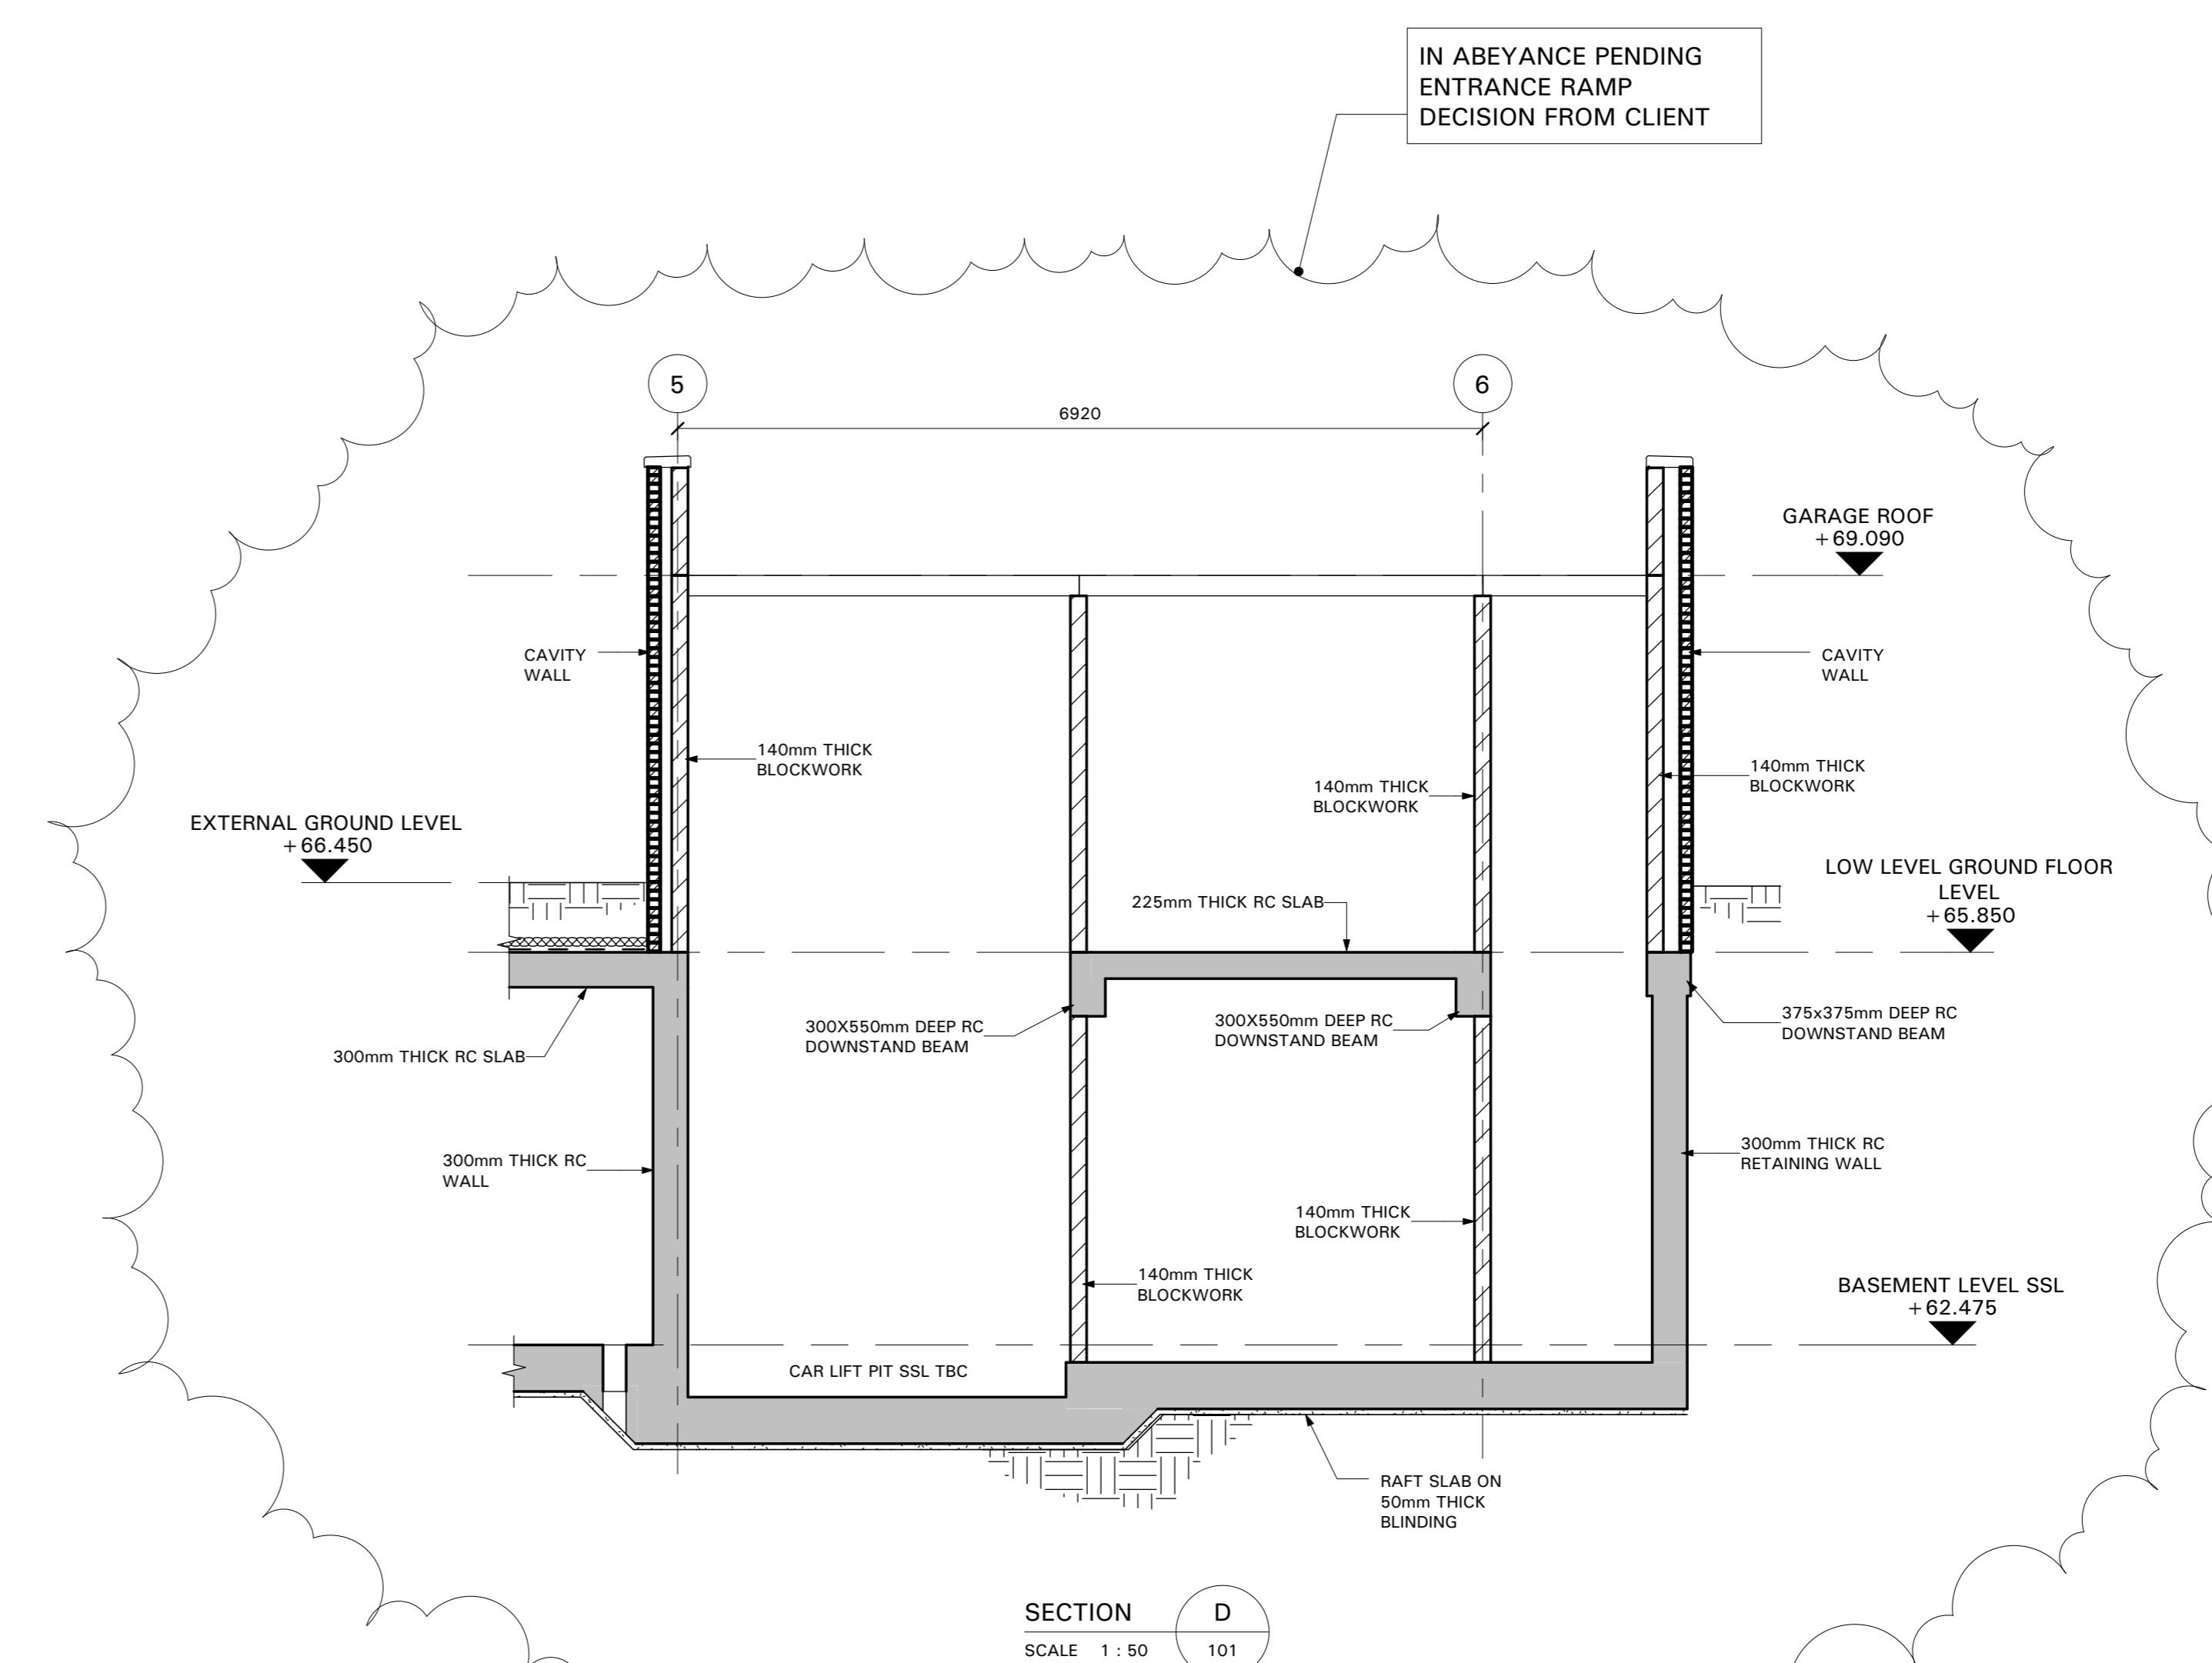 IN ABEYANCE PENDING
ENTRANCE RAMP
DECISION FROM CLIENT
5
6
6920
GARAGE ROOF
+69.090
CAVITY
WALL
CAVITY
WALL
140mm THICK
BLOCKWORK
140mm THICK
BLOCKWORK
140mm THICK
BLOCKWORK
EXTERNAL GROUND LEVEL
+66.450
LOW LEVEL GROUND FLOOR
LEVEL
+65.850
225mm THICK RC SLAB
300X550mm DEEP RC
DOWNSTAND BEAM
300X550mm DEEP RC
DOWNSTAND BEAM
375x375mm DEEP RC
DOWNSTAND BEAM
300mm THICK RC SLAB
300mm THICK RC
WALL
300mm THICK RC
RETAINING WALL
140mm THICK
BLOCKWORK
140mm THICK
BLOCKWORK
BASEMENT LEVEL SSL
+62.475
CAR LIFT PIT SSL TBC
RAFT SLAB ON
50mm THICK
BLINDING
SECTION D
SCALE 1 : 50 101